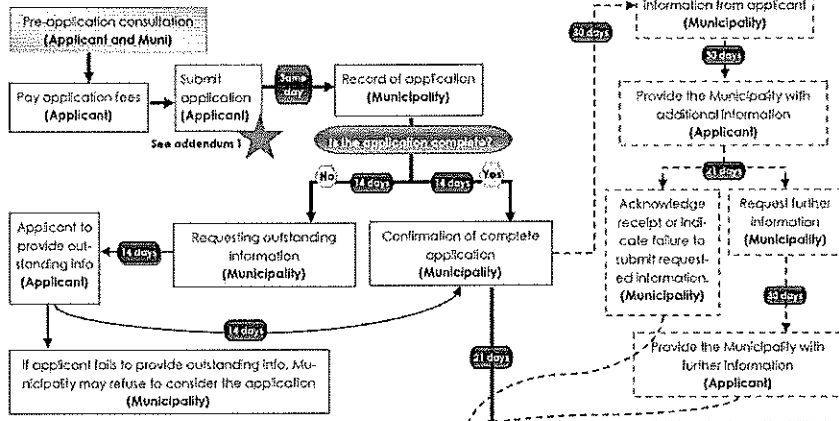 Pre-application consultation
(Applicant and Muni)
Pay application fees
(Applicant)
Submit
application
(Applicant)
See addendum 1
Same
day
Record of application
(Municipality)
Is the application complete?
No
14 days
14 days
Yes
Applicant to
provide out-
standing info
(Applicant)
14 days
Requesting outstanding
information
(Municipality)
Confirmation of complete
application
(Municipality)
14 days
If applicant fails to provide outstanding info, Mu-
nicipality may refuse to consider the application
(Municipality)
21 days
30 days
Information from applicant
(Municipality)
Provide the Municipality with
additional information
(Applicant)
21 days
Acknowledge
receipt or indi-
cate failure to
submit request-
ed information.
(Municipality)
Request further
information
(Municipality)
Provide the Municipality with
further information
(Applicant)